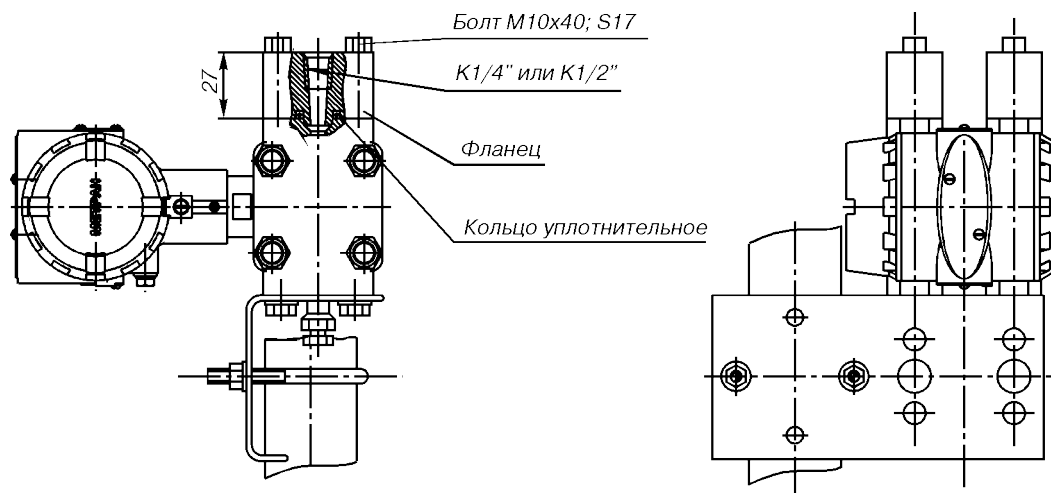 Болт М10х40; S17
К1/4” или К1/2”
27
Фланец
Кольцо уплотнительное